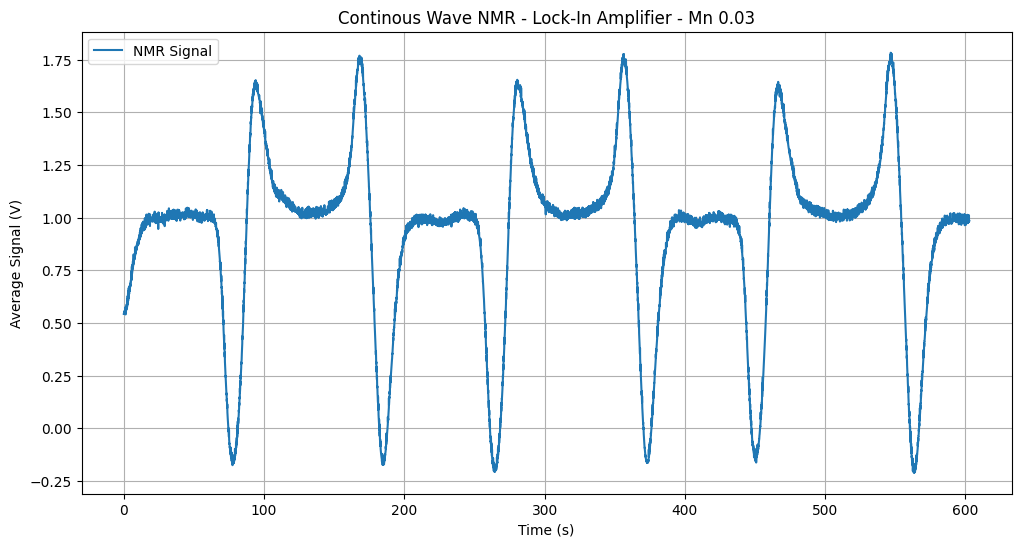 Continous Wave NMR - Lock-In Amplifier - Mn 0.03
NMR Signal
Average Signal (V)
1.75
1.50
1.25
1.00
0.75
0.50
0.25
0.00
−0.25
0 100 200 300 400 500 600
Time (s)